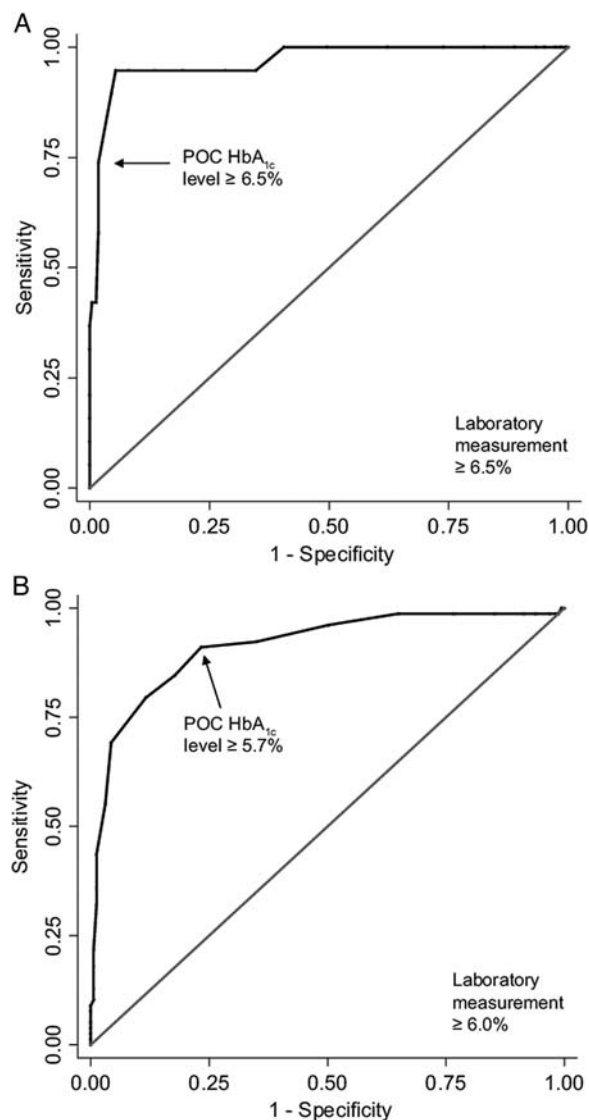 A
1.00
0.75
0.50
0.25
0.00
Sensitivity
POC HbA1c
level ≥ 6.5%
Laboratory
measurement
≥ 6.5%
0.00 0.25 0.50 0.75 1.00
1 - Specificity
B
1.00
0.75
0.50
0.25
0.00
Sensitivity
POC HbA1c
level ≥ 5.7%
Laboratory
measurement
≥ 6.0%
0.00 0.25 0.50 0.75 1.00
1 - Specificity